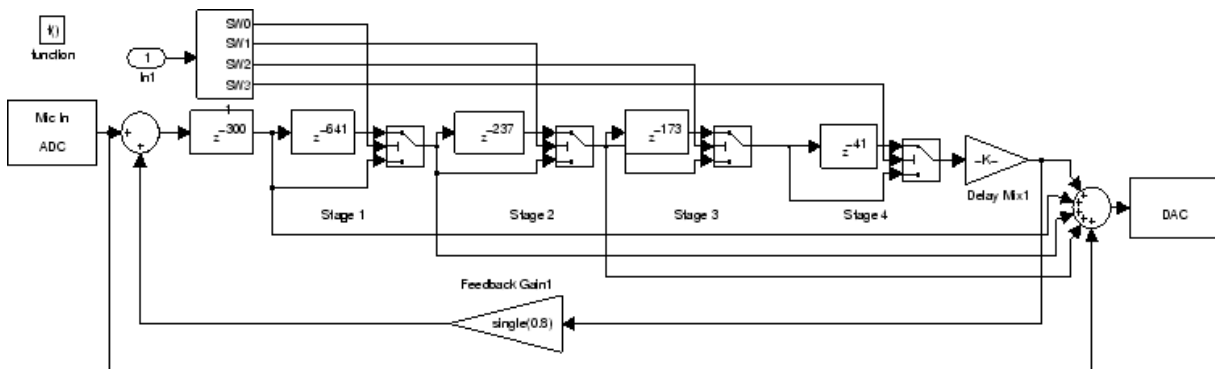 f()
function
1
In1
SW0
SW1
SW2
SW3
Mic In
ADC
+
+
1
z-300
z-641
z-237
z-173
z-41
-K-
Delay Mix1
Stage 1
Stage 2
Stage 3
Stage 4
+
+
+
+
+
DAC
Feedback Gain1
single(0.8)